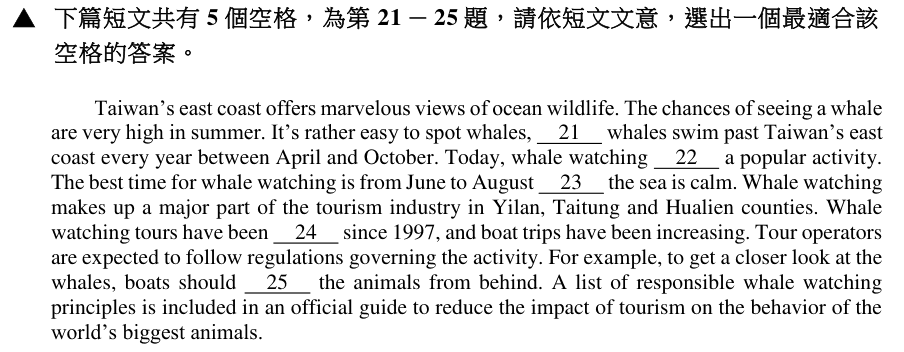 ▲ 下篇短文共有 5 個空格，為第 21－25 題，請依短文文意，選出一個最適合該
空格的答案。
Taiwan’s east coast offers marvelous views of ocean wildlife. The chances of seeing a whale
are very high in summer. It’s rather easy to spot whales, 21 whales swim past Taiwan’s east
coast every year between April and October. Today, whale watching 22 a popular activity.
The best time for whale watching is from June to August 23 the sea is calm. Whale watching
makes up a major part of the tourism industry in Yilan, Taitung and Hualien counties. Whale
watching tours have been 24 since 1997, and boat trips have been increasing. Tour operators
are expected to follow regulations governing the activity. For example, to get a closer look at the
whales, boats should 25 the animals from behind. A list of responsible whale watching
principles is included in an official guide to reduce the impact of tourism on the behavior of the
world’s biggest animals.